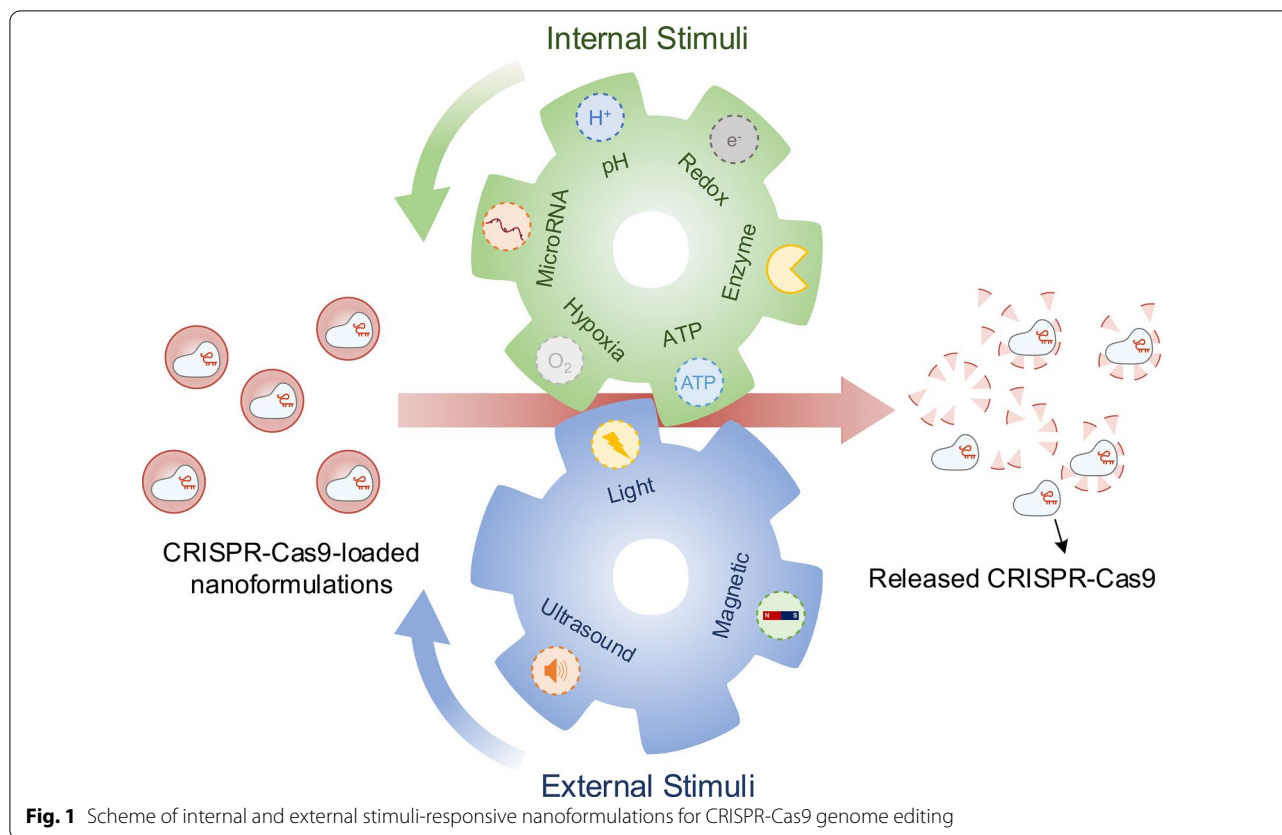 Internal Stimuli
H+
pH
e-
Redox
MicroRNA
Enzyme
Hypoxia
O2
ATP
ATP
Light
CRISPR-Cas9-loaded
nanoformulations
Released CRISPR-Cas9
Magnetic
N S
Ultrasound
External Stimuli
Fig. 1 Scheme of internal and external stimuli-responsive nanoformulations for CRISPR-Cas9 genome editing